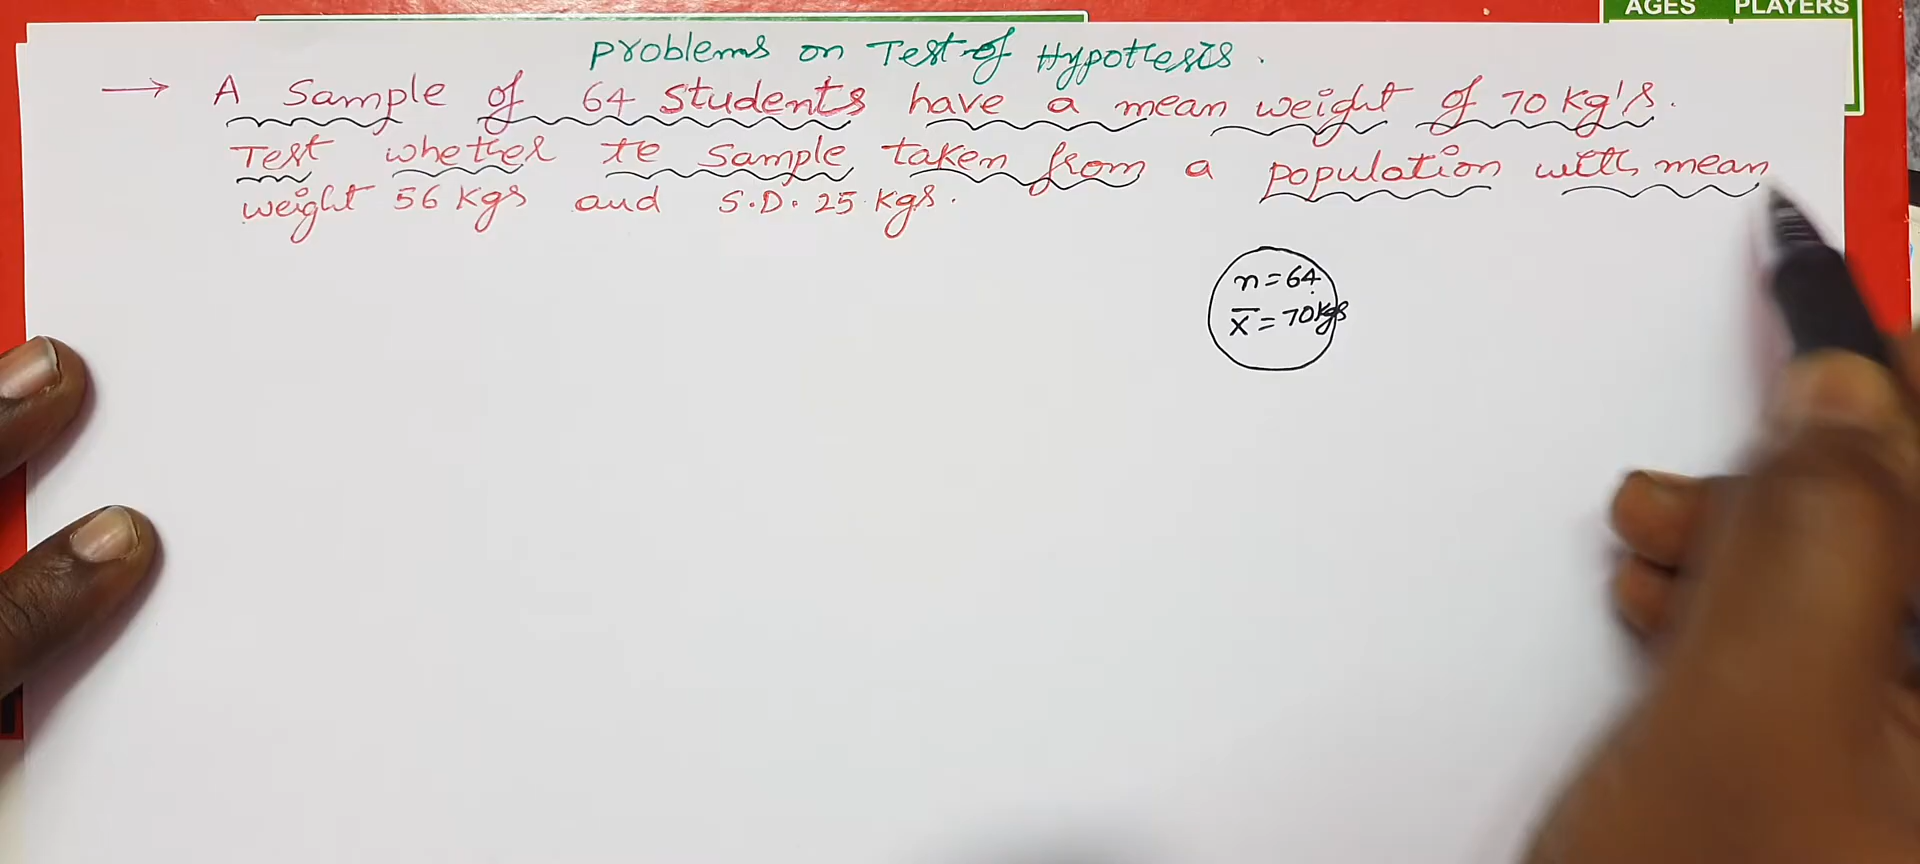 AGES PLAYERS
Problems on Test of Hypothesis.
→ A Sample of 64 Students have a mean weight of 70 Kg's.
Test whether te Sample taken from a population with mean
weight 56 Kgs and S.D. 25 Kgs.
n = 64
x̅ = 70kgs